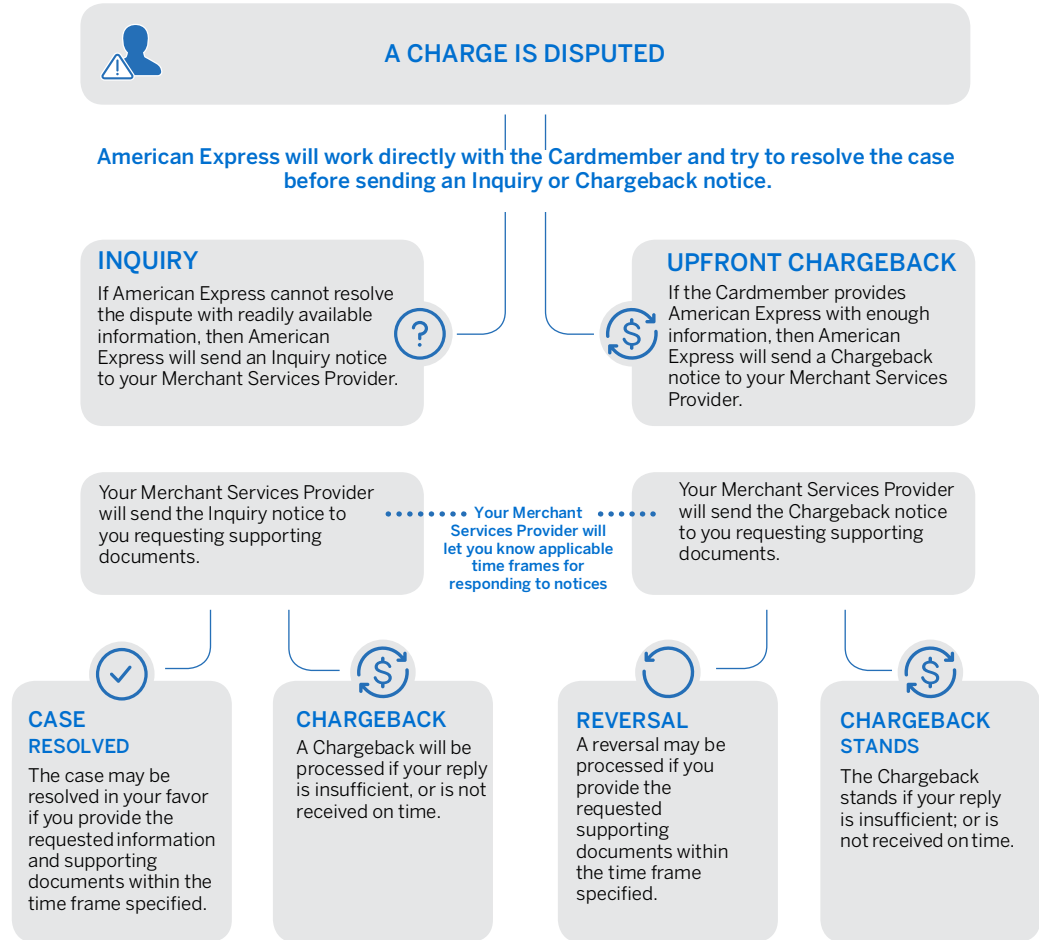 A CHARGE IS DISPUTED
American Express will work directly with the Cardmember and try to resolve the case
before sending an Inquiry or Chargeback notice.
INQUIRY
If American Express cannot resolve
the dispute with readily available
information, then American
Express will send an Inquiry notice
to your Merchant Services Provider.
?
UPFRONT CHARGEBACK
If the Cardmember provides
American Express with enough
information, then American
Express will send a Chargeback
notice to your Merchant Services
Provider.
$
Your Merchant Services Provider
will send the Inquiry notice to
you requesting supporting
documents.
Your Merchant
Services Provider will
let you know applicable
time frames for
responding to notices
Your Merchant Services Provider
will send the Chargeback notice
to you requesting supporting
documents.
CASE
RESOLVED
The case may be
resolved in your favor
if you provide the
requested information
and supporting
documents within the
time frame specified.
$
CHARGEBACK
A Chargeback will be
processed if your reply
is insufficient, or is not
received on time.
REVERSAL
A reversal may be
processed if you
provide the
requested
supporting
documents within
the time frame
specified.
$
CHARGEBACK
STANDS
The Chargeback
stands if your reply
is insufficient; or is
not received on time.